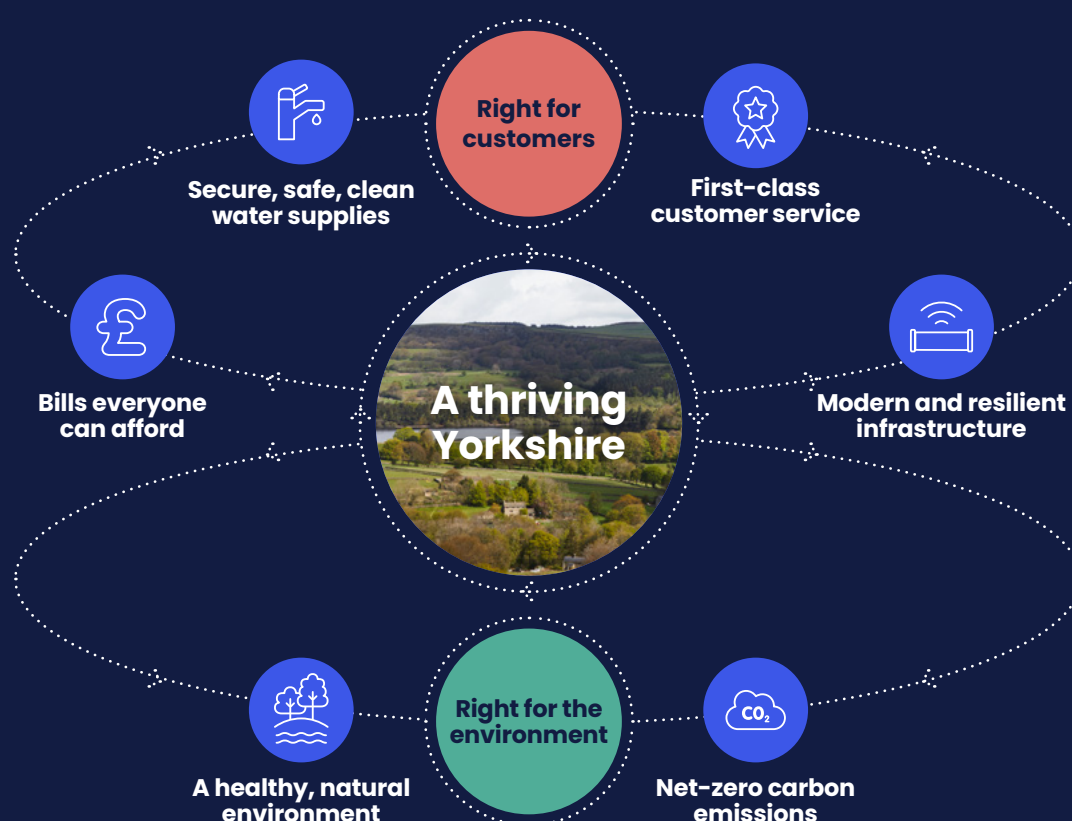 Right for
customers
Secure, safe, clean
water supplies
First-class
customer service
Bills everyone
can afford
A thriving
Yorkshire
Modern and resilient
infrastructure
Right for the
environment
CO₂
A healthy, natural
environment
Net-zero carbon
emissions